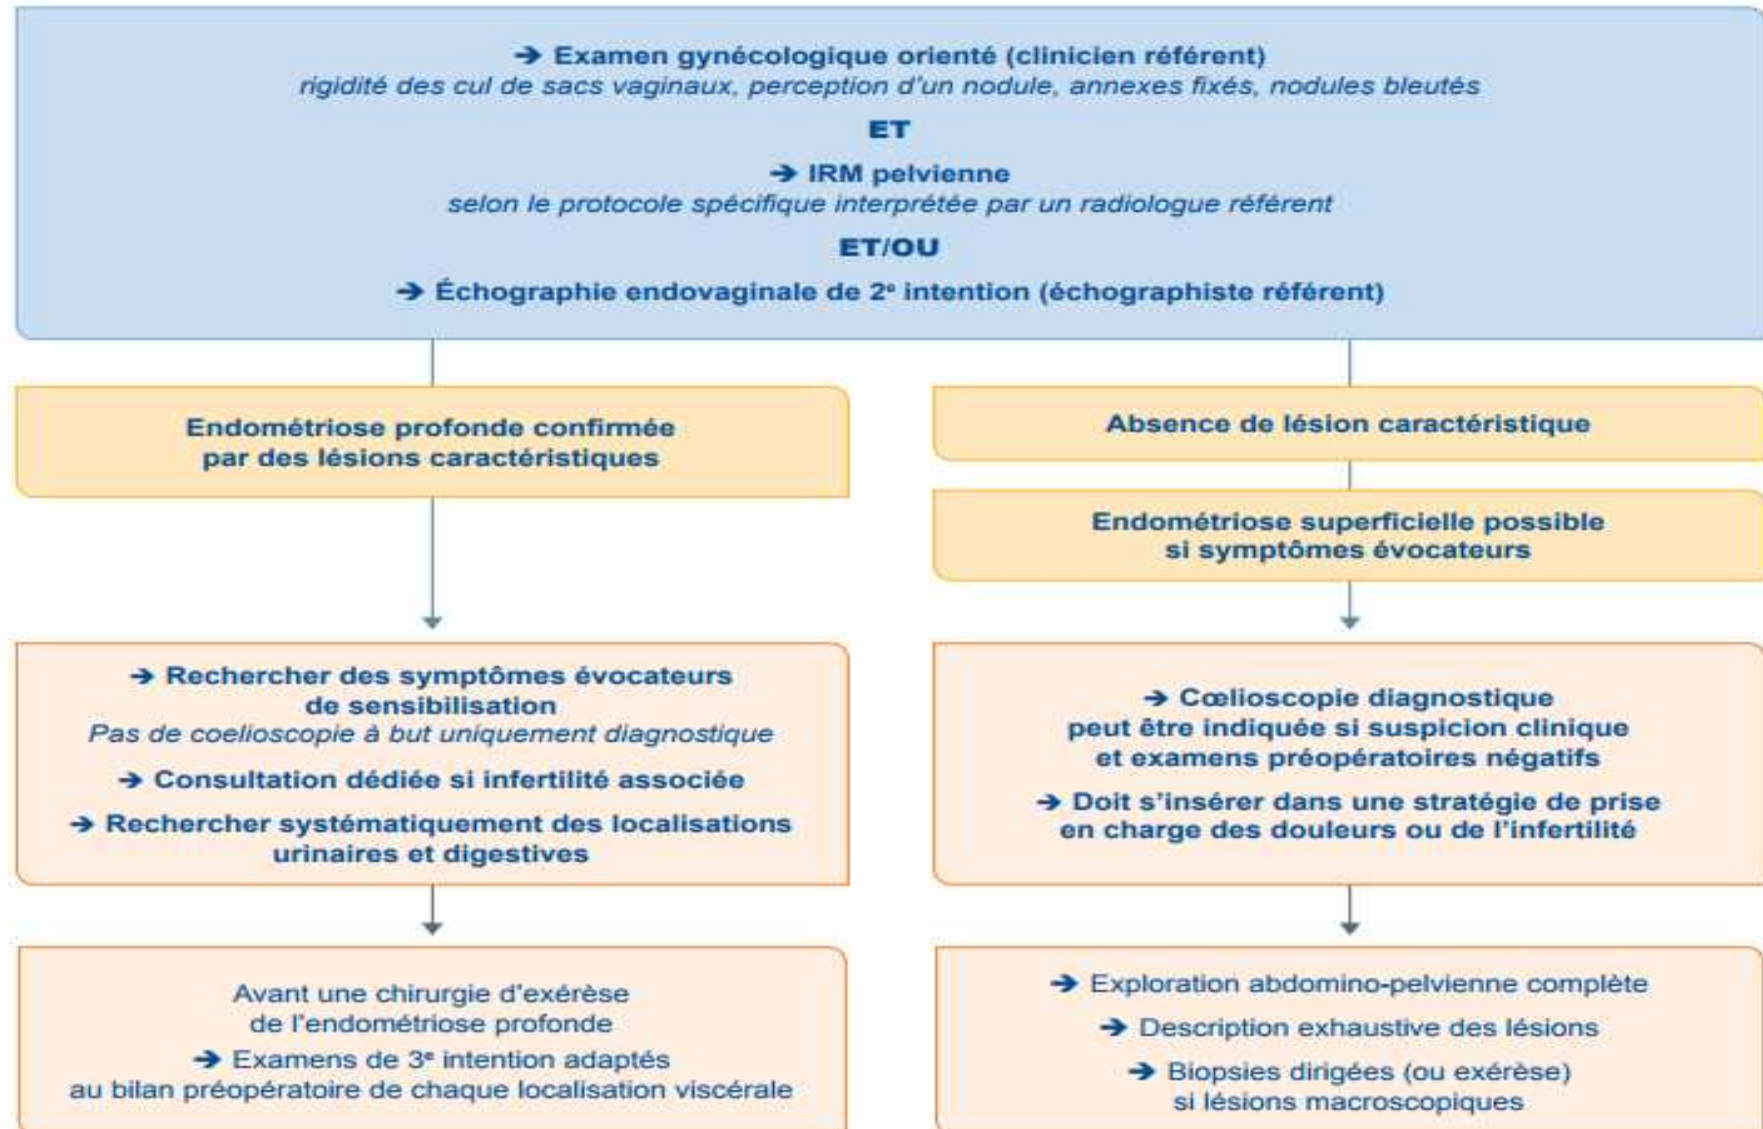 → Examen gynécologique orienté (clinicien référent)
rigidité des cul de sacs vaginaux, perception d'un nodule, annexes fixés, nodules bleutés
ET
→ IRM pelvienne
selon le protocole spécifique interprétée par un radiologue référent
ET/OU
→ Échographie endovaginale de 2e intention (échographiste référent)
Endométriose profonde confirmée
par des lésions caractéristiques
→ Rechercher des symptômes évocateurs
de sensibilisation
Pas de coelioscopie à but uniquement diagnostique
→ Consultation dédiée si infertilité associée
→ Rechercher systématiquement des localisations
urinaires et digestives
Avant une chirurgie d'exérèse
de l'endométriose profonde
→ Examens de 3e intention adaptés
au bilan préopératoire de chaque localisation viscérale
Absence de lésion caractéristique
Endométriose superficielle possible
si symptômes évocateurs
→ Cœlioscopie diagnostique
peut être indiquée si suspicion clinique
et examens préopératoires négatifs
→ Doit s'insérer dans une stratégie de prise
en charge des douleurs ou de l'infertilité
→ Exploration abdomino-pelvienne complète
→ Description exhaustive des lésions
→ Biopsies dirigées (ou exérèse)
si lésions macroscopiques